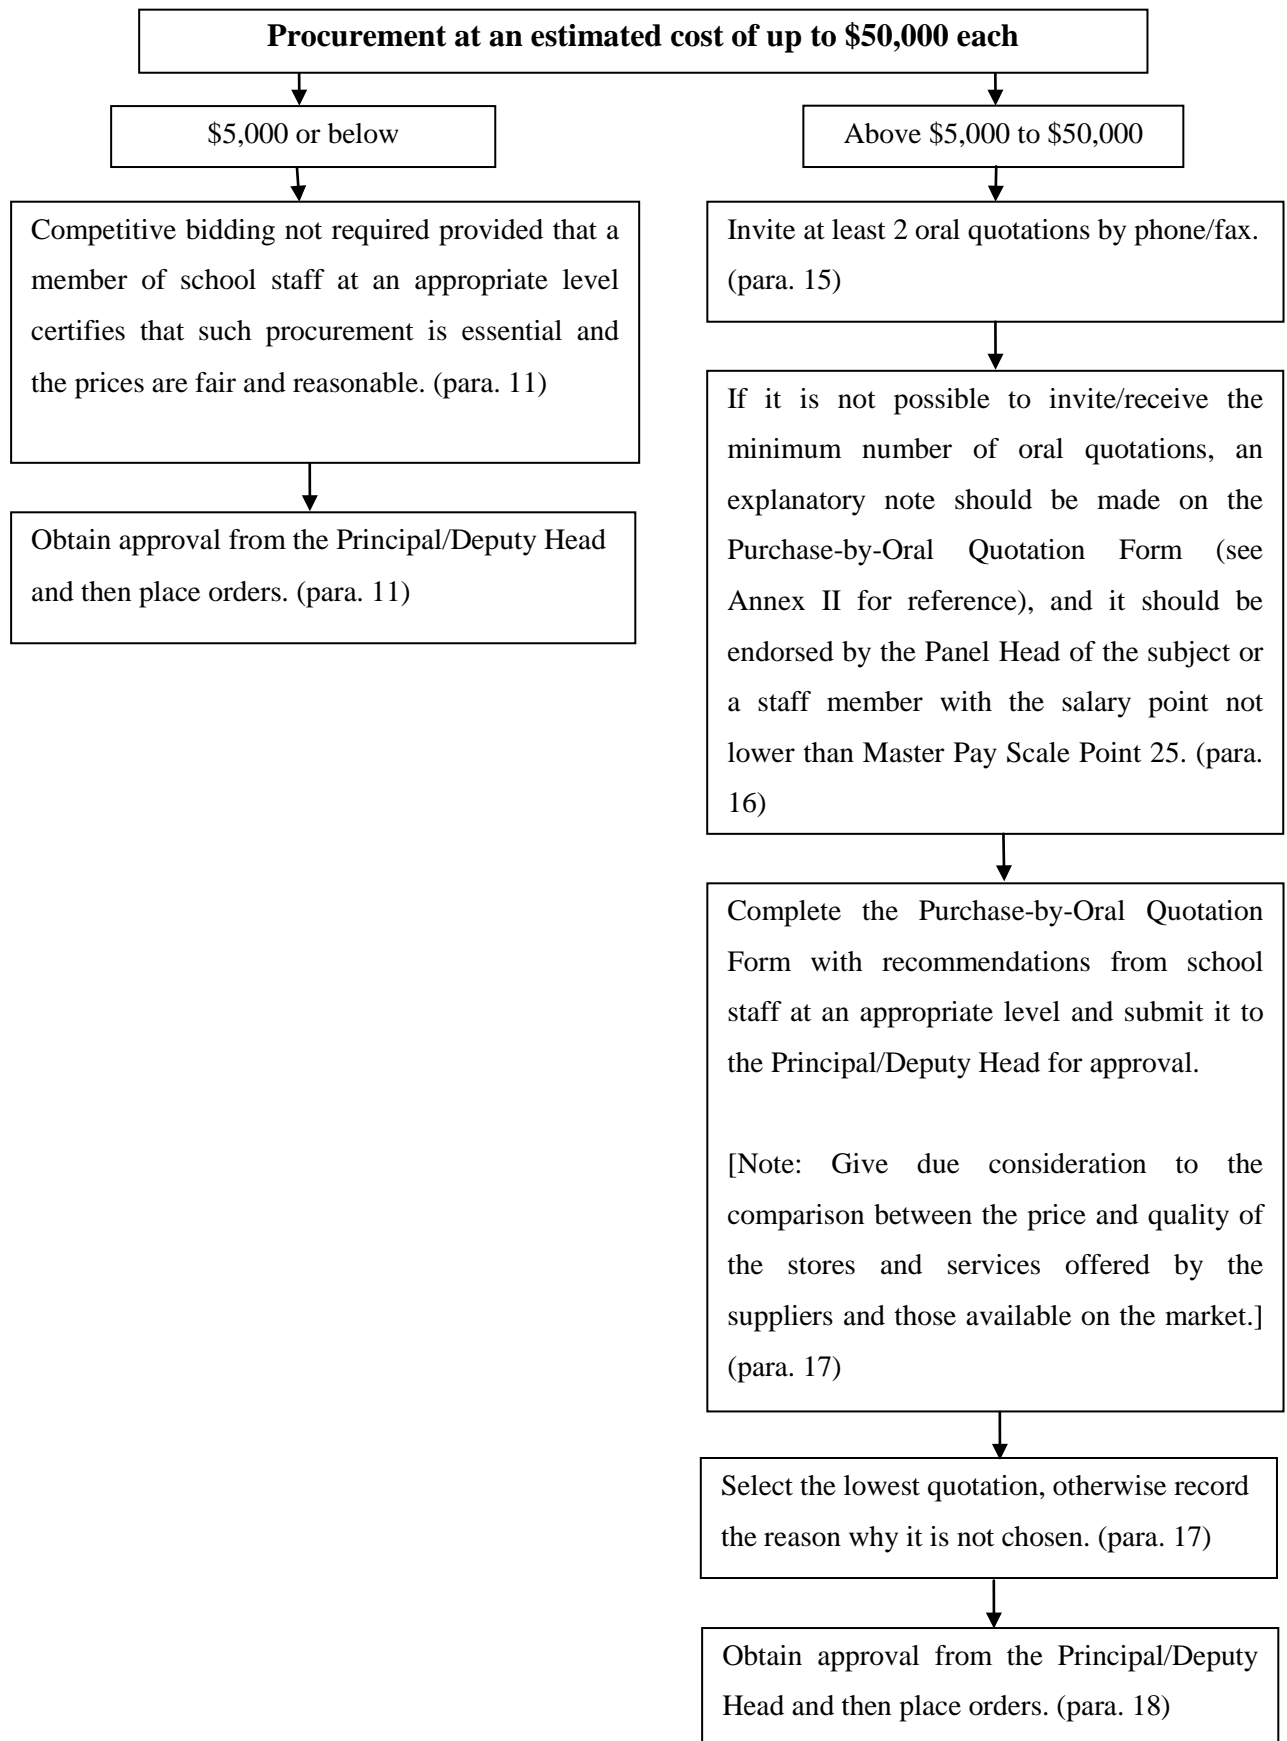 Procurement at an estimated cost of up to $50,000 each
$5,000 or below
Competitive bidding not required provided that a
member of school staff at an appropriate level
certifies that such procurement is essential and
the prices are fair and reasonable. (para. 11)
Obtain approval from the Principal/Deputy Head
and then place orders. (para. 11)
Above $5,000 to $50,000
Invite at least 2 oral quotations by phone/fax.
(para. 15)
If it is not possible to invite/receive the
minimum number of oral quotations, an
explanatory note should be made on the
Purchase-by-Oral Quotation Form (see
Annex II for reference), and it should be
endorsed by the Panel Head of the subject or
a staff member with the salary point not
lower than Master Pay Scale Point 25. (para.
16)
Complete the Purchase-by-Oral Quotation
Form with recommendations from school
staff at an appropriate level and submit it to
the Principal/Deputy Head for approval.
[Note: Give due consideration to the
comparison between the price and quality of
the stores and services offered by the
suppliers and those available on the market.]
(para. 17)
Select the lowest quotation, otherwise record
the reason why it is not chosen. (para. 17)
Obtain approval from the Principal/Deputy
Head and then place orders. (para. 18)